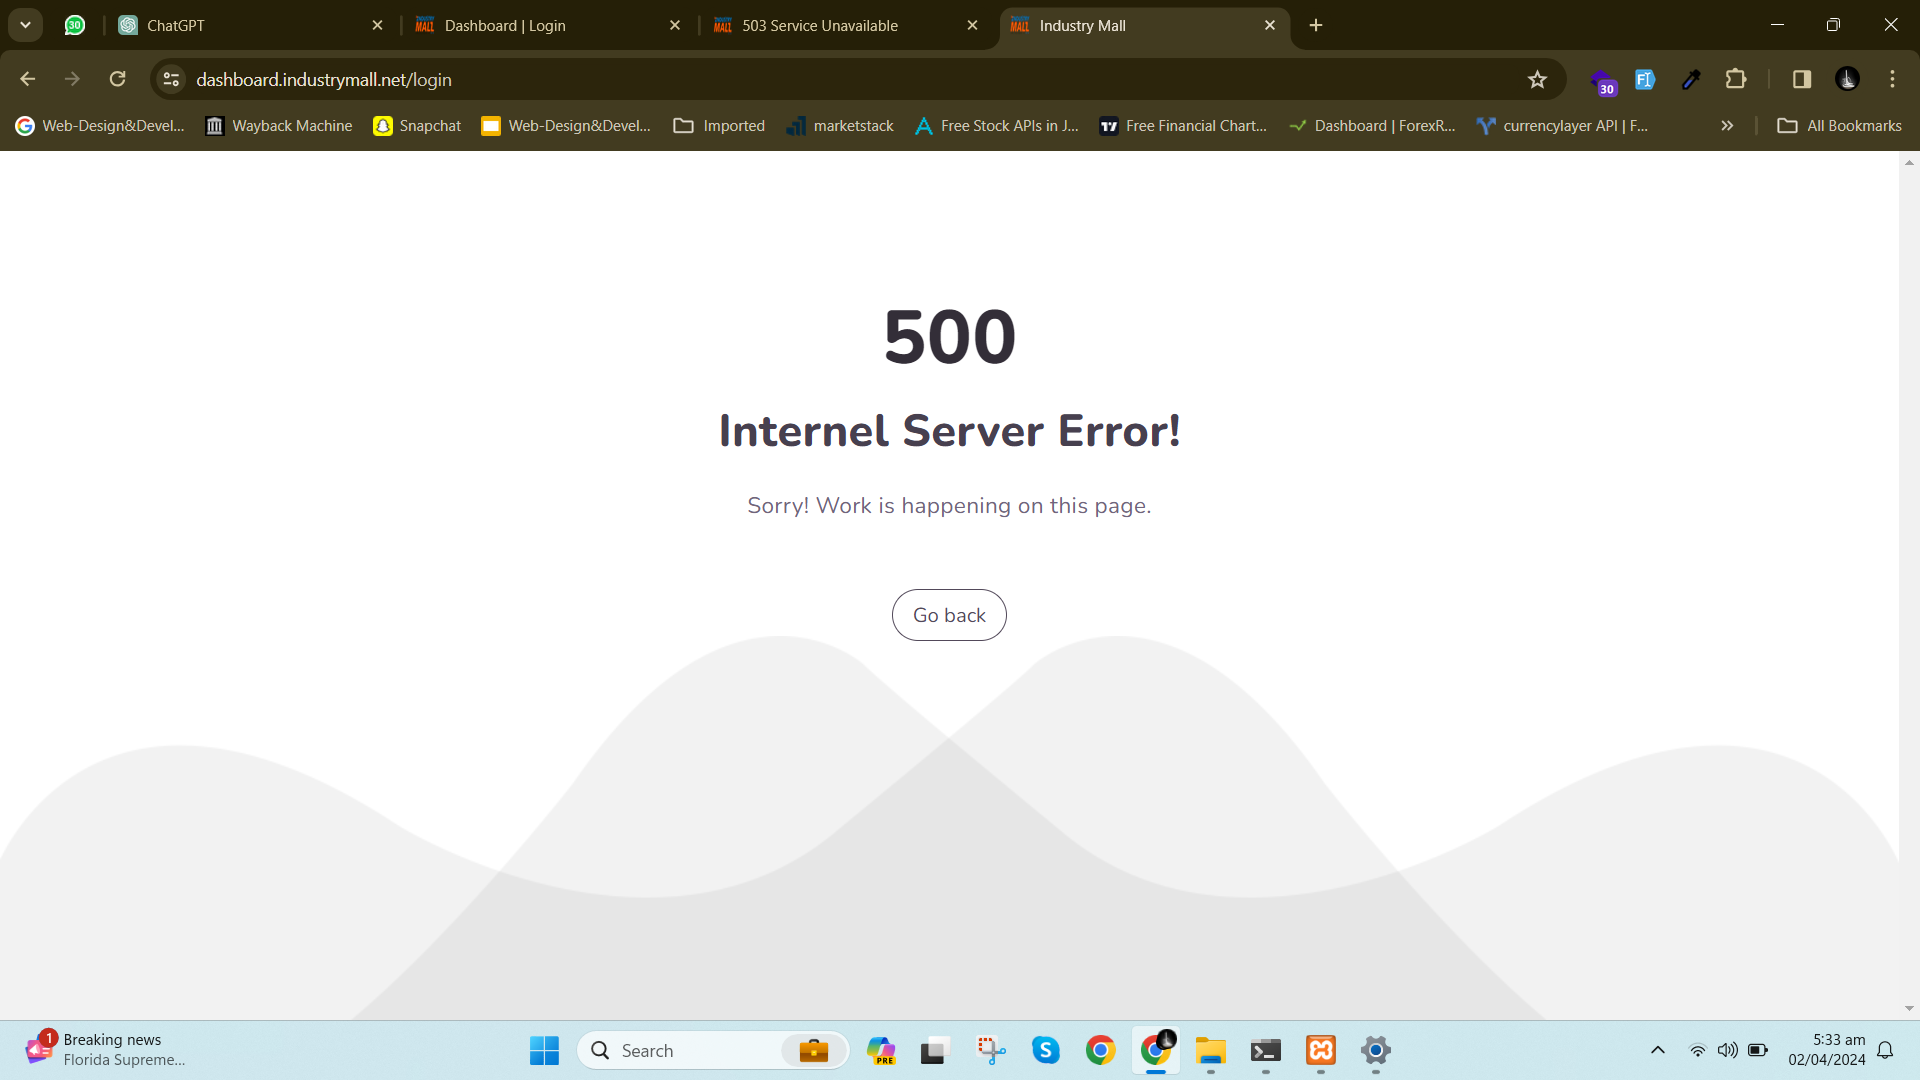 30
ChatGPT
Dashboard | Login
503 Service Unavailable
Industry Mall
dashboard.industrymall.net/login
30
Web-Design&Devel...
Wayback Machine
Snapchat
Web-Design&Devel...
Imported
marketstack
Free Stock APIs in J...
Free Financial Chart...
Dashboard | ForexR...
currencylayer API | F...
All Bookmarks
500
Internel Server Error!
Sorry! Work is happening on this page.
Go back
1
Breaking news
Florida Supreme...
Search
PRE
5:33 am
02/04/2024